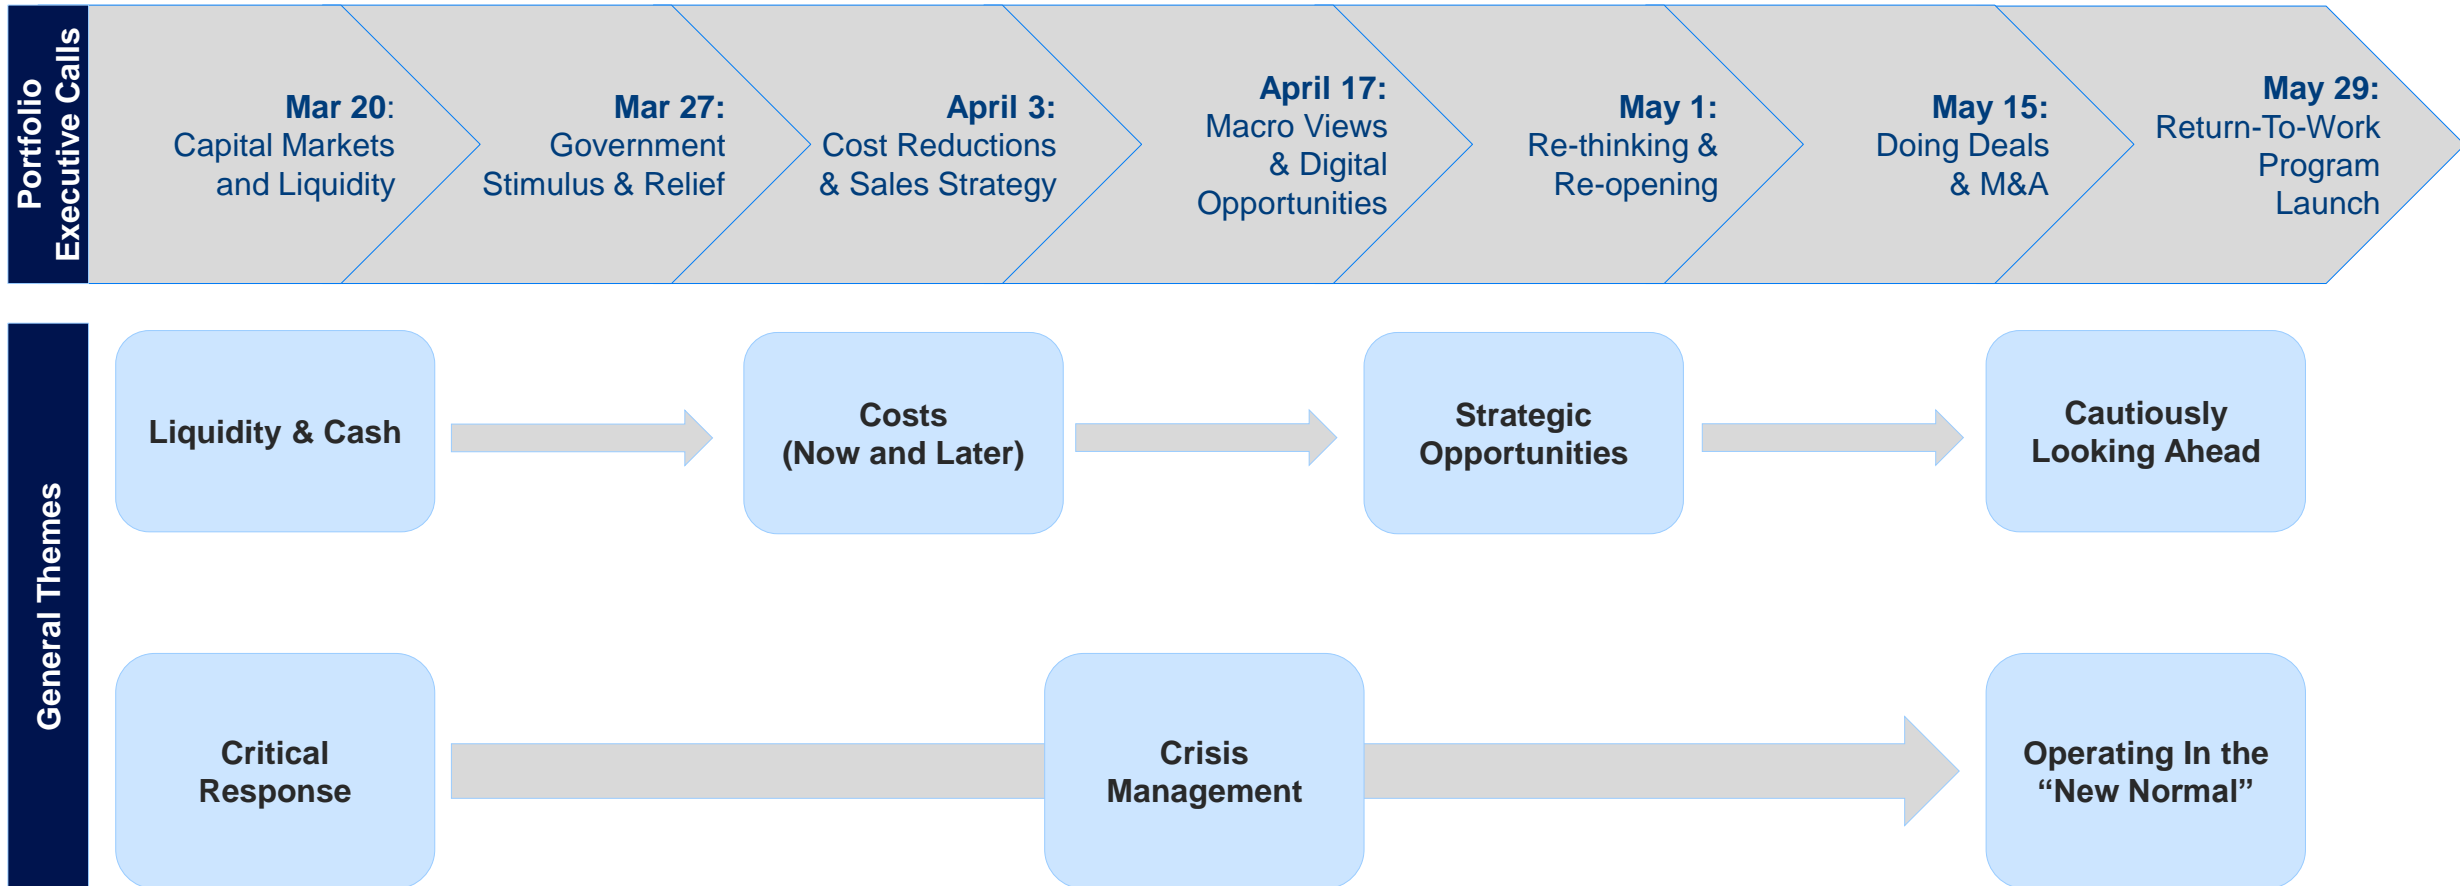 Portfolio
Executive Calls
Mar 20:
Capital Markets
and Liquidity
Mar 27:
Government
Stimulus & Relief
April 3:
Cost Reductions
& Sales Strategy
April 17:
Macro Views
& Digital
Opportunities
May 1:
Re-thinking &
Re-opening
May 15:
Doing Deals
& M&A
May 29:
Return-To-Work
Program
Launch
General Themes
Liquidity & Cash
Costs
(Now and Later)
Strategic
Opportunities
Cautiously
Looking Ahead
Critical
Response
Crisis
Management
Operating In the
“New Normal”